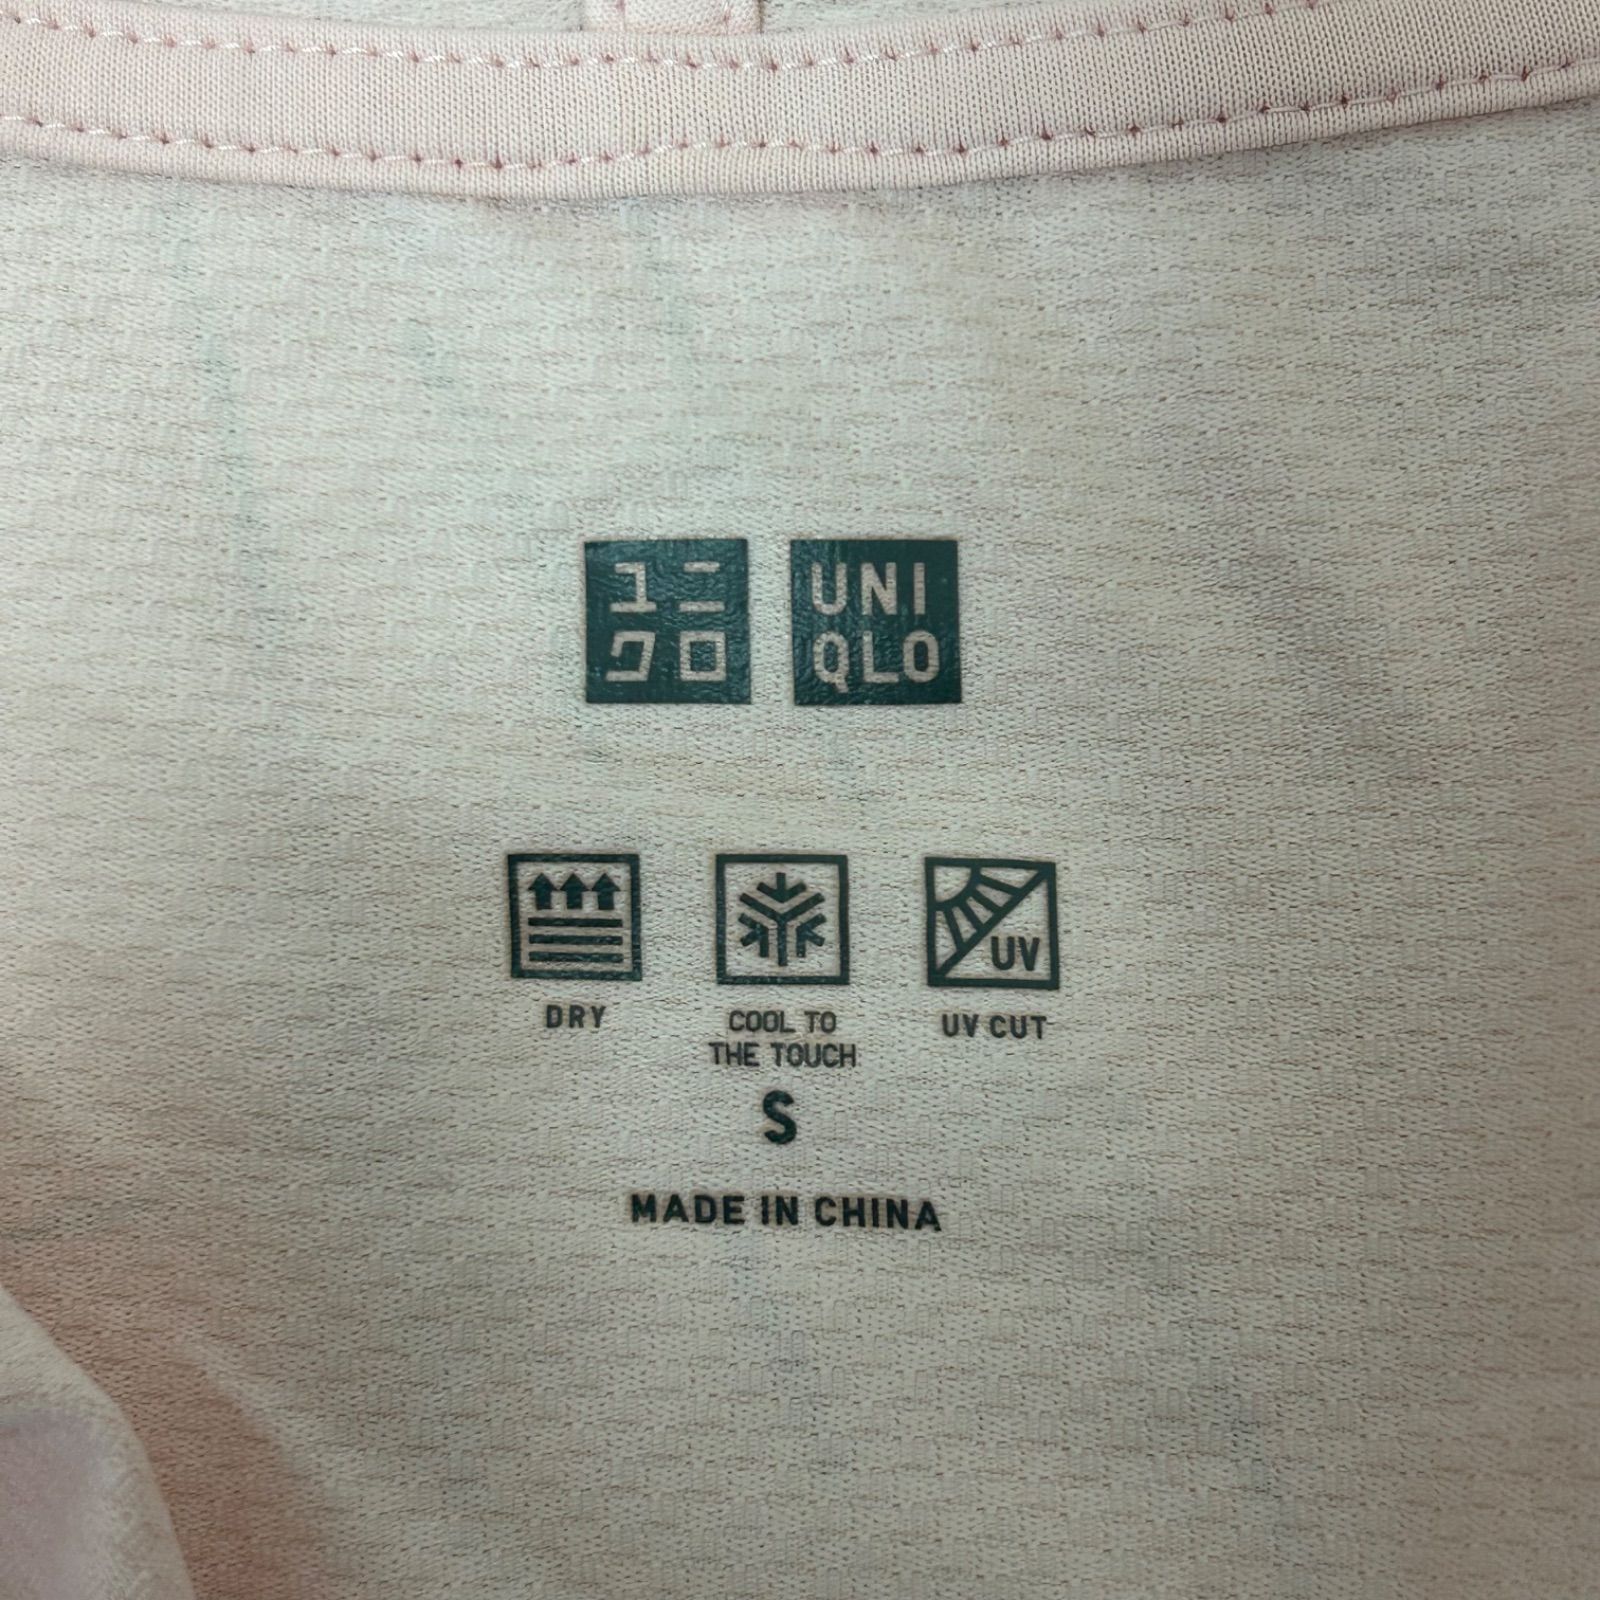 ユニ UNI
クロ QLO
UV
DRY COOL TO UV CUT
THE TOUCH
S
MADE IN CHINA